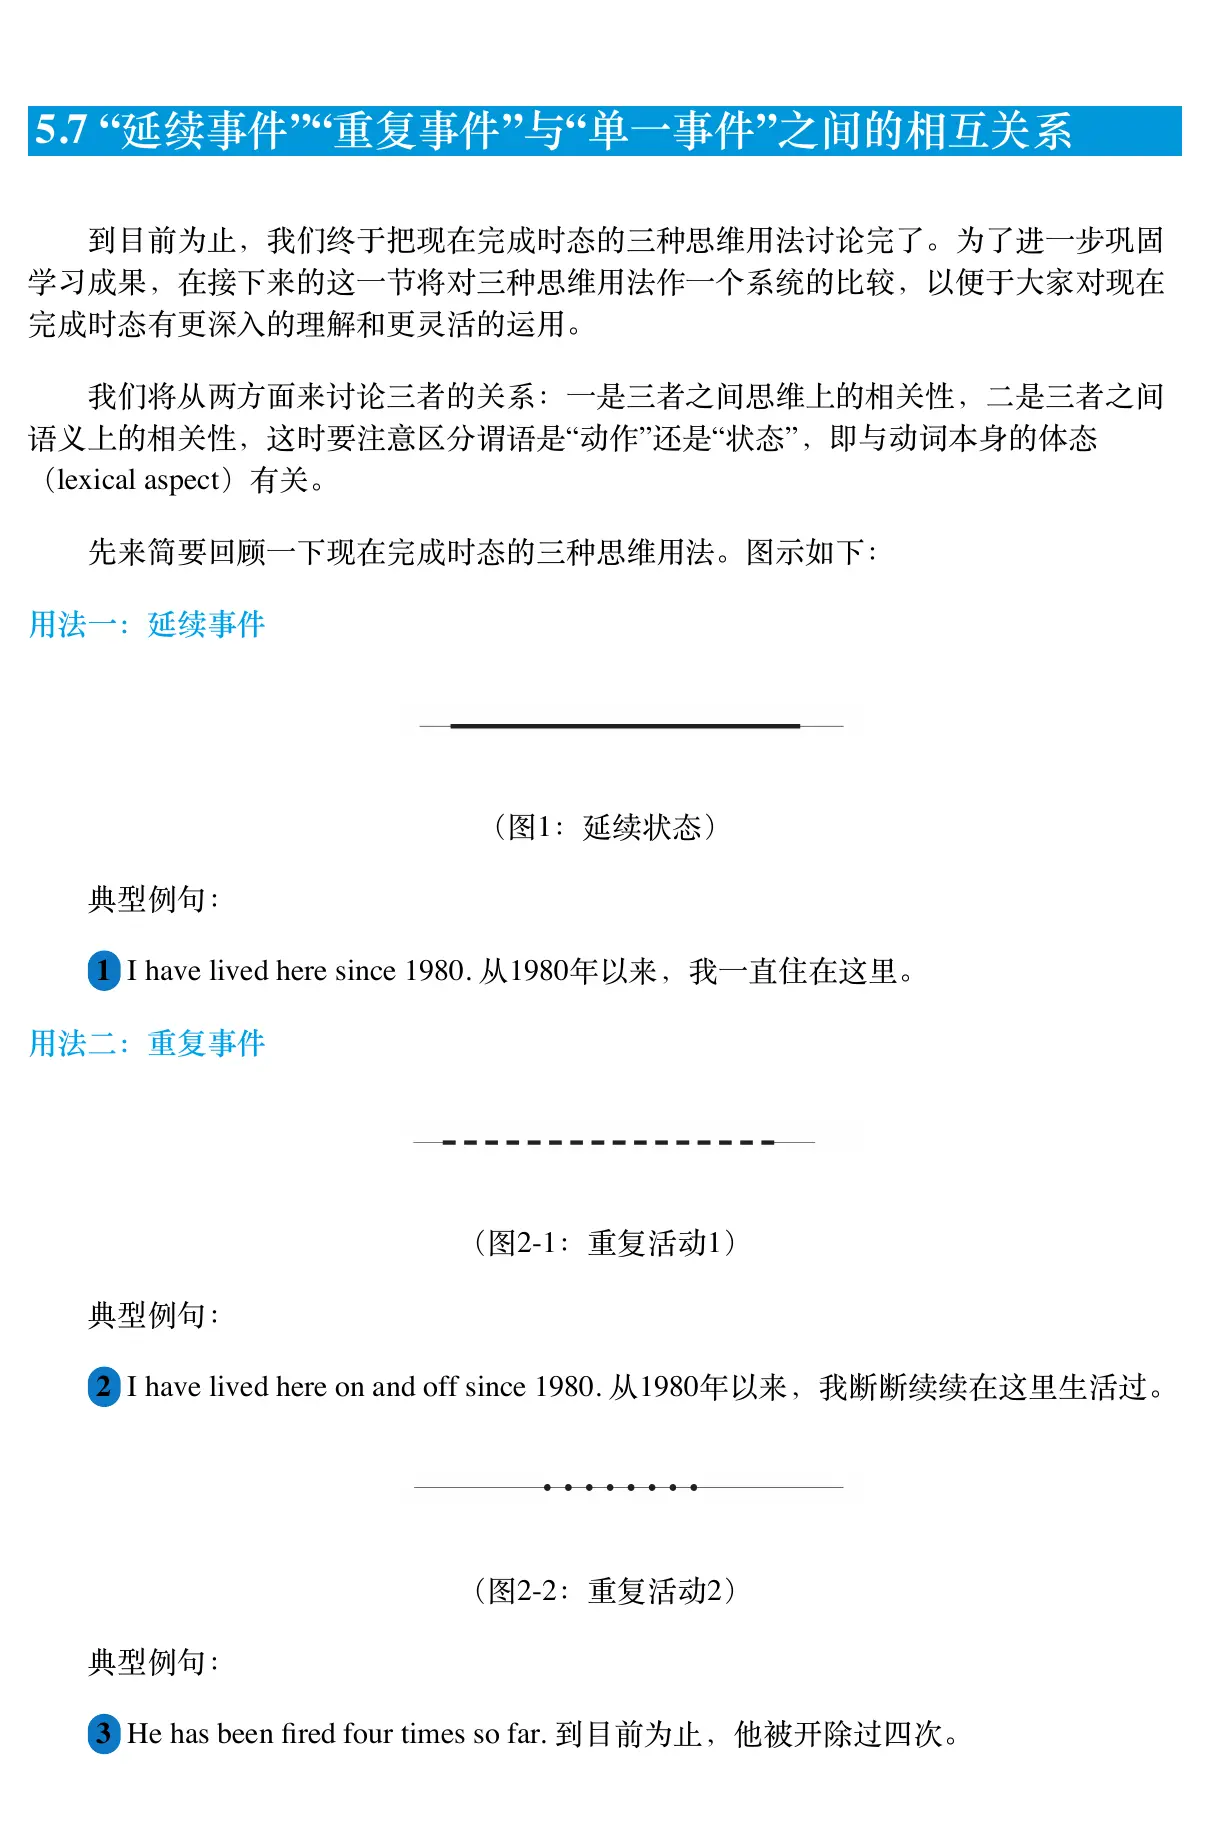 5.7 “延续事件”“重复事件”与“单一事件”之间的相互关系
到目前为止，我们终于把现在完成时态的三种思维用法讨论完了。为了进一步巩固
学习成果，在接下来的这一节将对三种思维用法作一个系统的比较，以便于大家对现在
完成时态有更深入的理解和更灵活的运用。
我们将从两方面来讨论三者的关系：一是三者之间思维上的相关性，二是三者之间
语义上的相关性，这时要注意区分谓语是“动作”还是“状态”，即与动词本身的体态
（lexical aspect）有关。
先来简要回顾一下现在完成时态的三种思维用法。图示如下：
用法一：延续事件
（图1：延续状态）
典型例句：
1 I have lived here since 1980. 从1980年以来，我一直住在这里。
用法二：重复事件
（图2-1：重复活动1）
典型例句：
2 I have lived here on and off since 1980. 从1980年以来，我断断续续在这里生活过。
（图2-2：重复活动2）
典型例句：
3 He has been fired four times so far. 到目前为止，他被开除过四次。